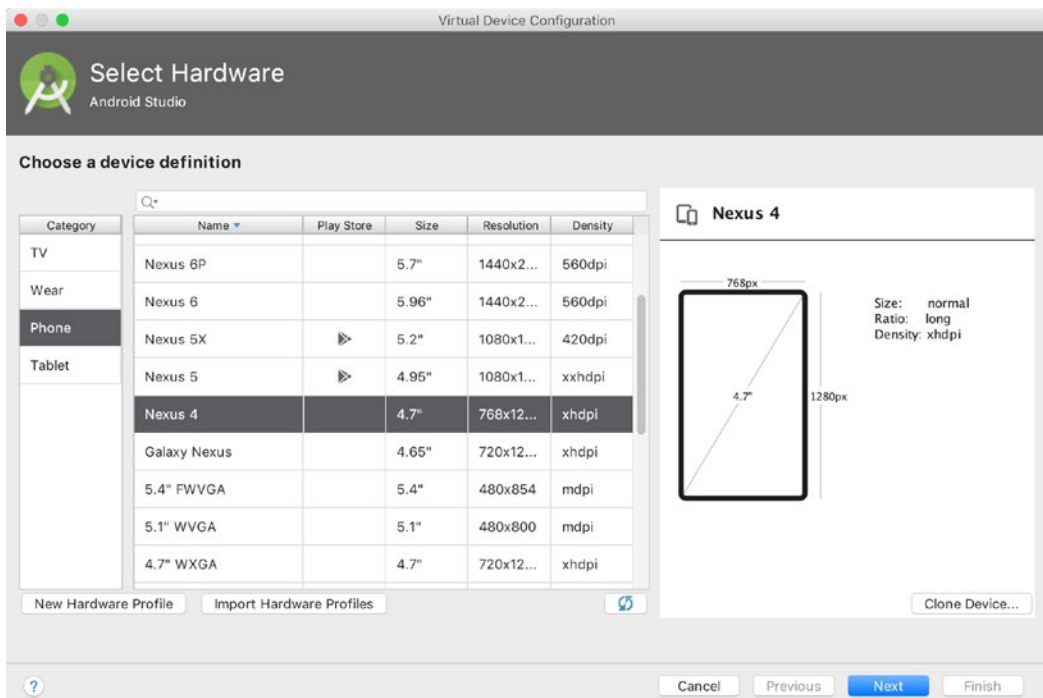 Virtual Device Configuration
Select Hardware
Android Studio
Choose a device definition
Category
TV
Wear
Phone
Tablet
Name Play Store Size Resolution Density
Nexus 6P 5.7" 1440x2... 560dpi
Nexus 6 5.96" 1440x2... 560dpi
Nexus 5X 5.2" 1080x1... 420dpi
Nexus 5 4.95" 1080x1... xxhdpi
Nexus 4 4.7" 768x12... xhdpi
Galaxy Nexus 4.65" 720x12... xhdpi
5.4" FWVGA 5.4" 480x854 mdpi
5.1" WVGA 5.1" 480x800 mdpi
4.7" WXGA 4.7" 720x12... xhdpi
Nexus 4
768px
4.7"
1280px
Size: normal
Ratio: long
Density: xhdpi
New Hardware Profile Import Hardware Profiles Clone Device...
? Cancel Previous Next Finish